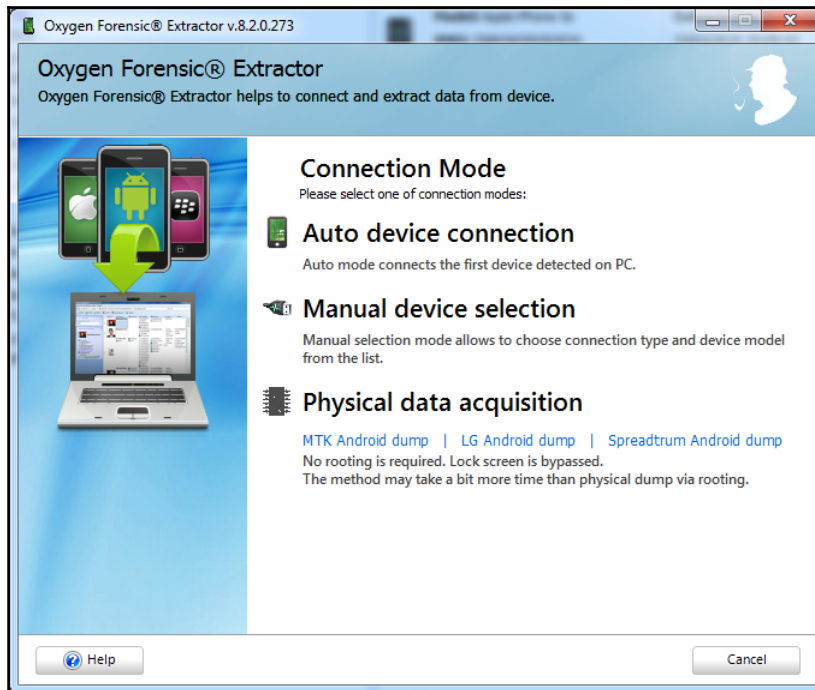 Oxygen Forensic® Extractor v.8.2.0.273
Oxygen Forensic® Extractor
Oxygen Forensic® Extractor helps to connect and extract data from device.
Connection Mode
Please select one of connection modes:
Auto device connection
Auto mode connects the first device detected on PC.
Manual device selection
Manual selection mode allows to choose connection type and device model
from the list.
Physical data acquisition
MTK Android dump | LG Android dump | Spreadtrum Android dump
No rooting is required. Lock screen is bypassed.
The method may take a bit more time than physical dump via rooting.
Help
Cancel